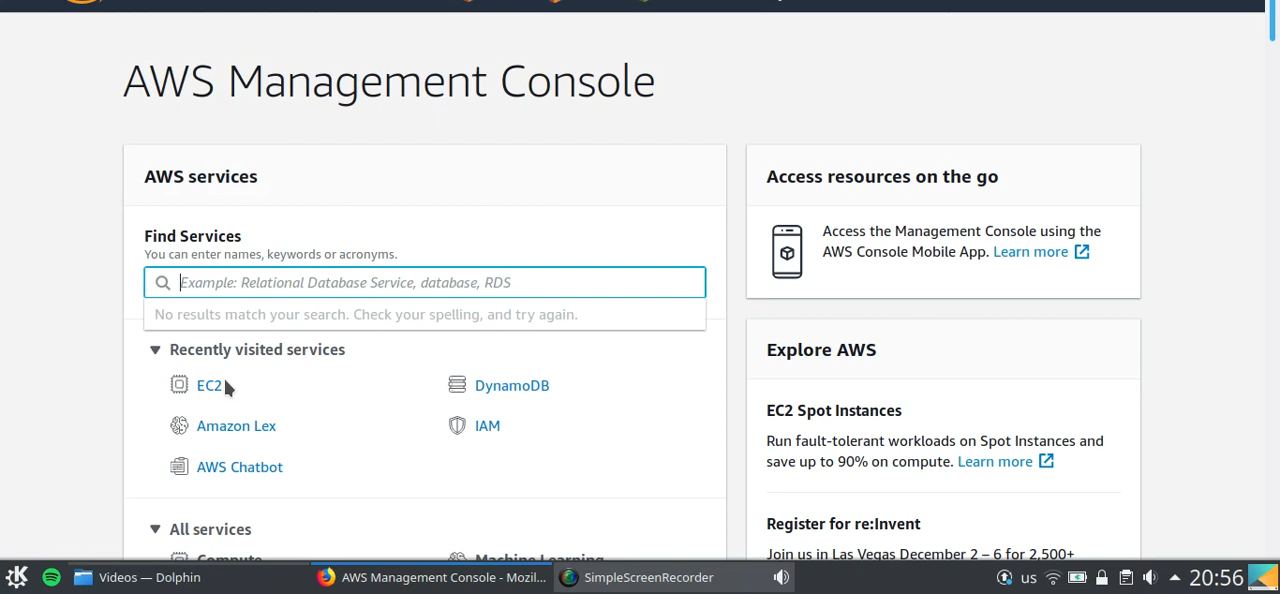 AWS Management Console
AWS services
Find Services
You can enter names, keywords or acronyms.
Example: Relational Database Service, database, RDS
No results match your search. Check your spelling, and try again.
Recently visited services
EC2
DynamoDB
Amazon Lex
IAM
AWS Chatbot
All services
Compute
Machine Learning
Access resources on the go
Access the Management Console using the
AWS Console Mobile App. Learn more
Explore AWS
EC2 Spot Instances
Run fault-tolerant workloads on Spot Instances and
save up to 90% on compute. Learn more
Register for re:Invent
Join us in Las Vegas December 2 – 6 for 2,500+
Videos — Dolphin
AWS Management Console - Mozil...
SimpleScreenRecorder
us
20:56